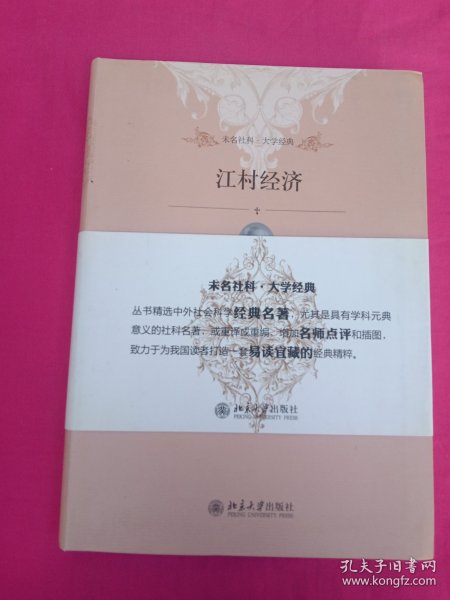 未名社科·大学经典
江村经济
未名社科·大学经典
丛书精选中外社会科学经典名著，尤其是具有学科元典
意义的社科名著，或重译或重编，增加名师点评和插图，
致力于为我国读者打造一套易读宜藏的经典精粹。
北京大学出版社
PEKING UNIVERSITY PRESS
北京大学出版社
PEKING UNIVERSITY PRESS
孔夫子旧书网
www.kongfz.com